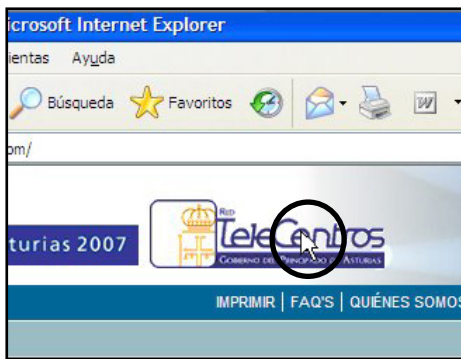 icrosoft Internet Explorer
ientas Ayuda
Búsqueda Favoritos
om/
turias 2007
RED
TeleCentros
GOBIERNO DEL PRINCIPADO DE ASTURIAS
IMPRIMIR | FAQ'S | QUIÉNES SOMOS